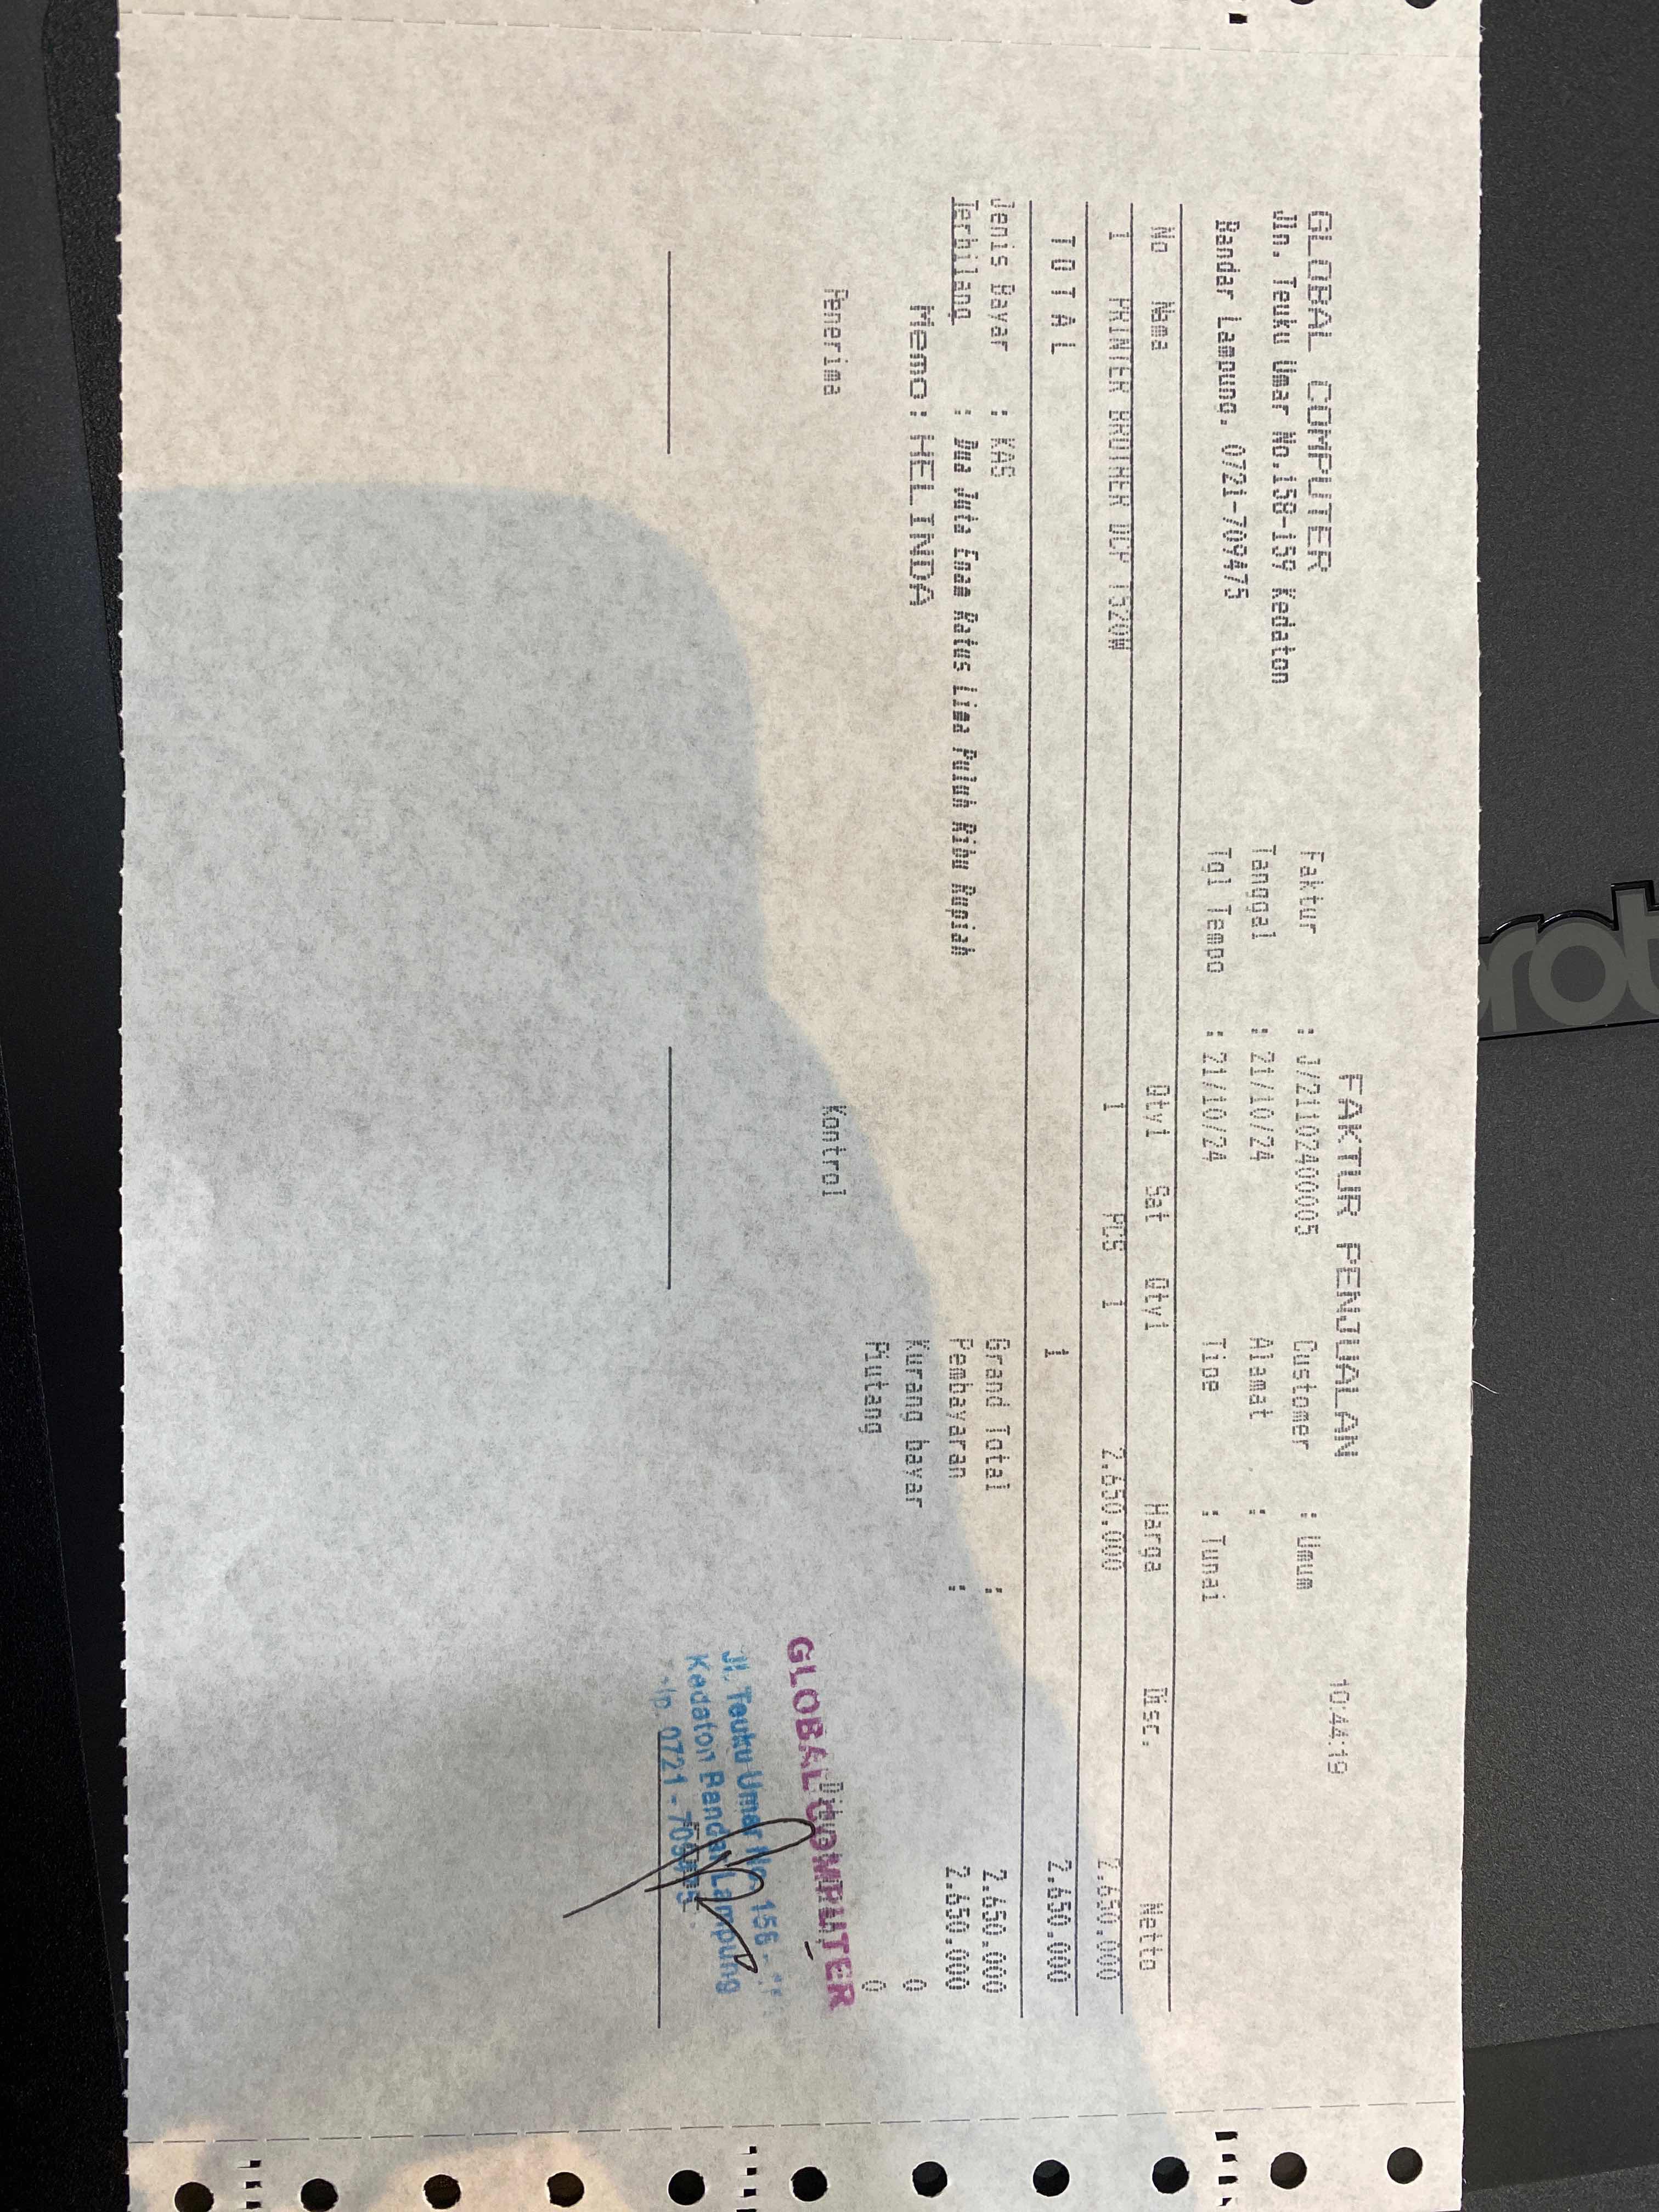 FAKTUR PENJUALAN 10:44:19
GLOBAL COMPUTER
Jln. Teuku Umar No.158-159 Kedaton
Bandar Lampung. 0721-709475
Faktur : J/21102400005 Customer : Umum
Tanggal : 21/10/24 Alamat :
Tgl Tempo : 21/10/24 Tipe : Tunai
No Nama Qty1 Sat Qty1 Harga Disc. Netto
1 PRINTER BROTHER DCP T520W 1 PCS 1 2.650.000 2.650.000
T O T A L 1 2.650.000
Jenis Bayar : KAS Grand Total : 2.650.000
Terbilang : Dua Juta Enam Ratus Lima Puluh Ribu Rupiah Pembayaran : 2.650.000
Memo : HELINDA Kurang bayar 0
Piutang 0
Penerima Kontrol
GLOBAL COMPUTER
Jl. Teuku Umar No. 158 -
Kedaton Bandar Lampung
0721 - 709475
rot